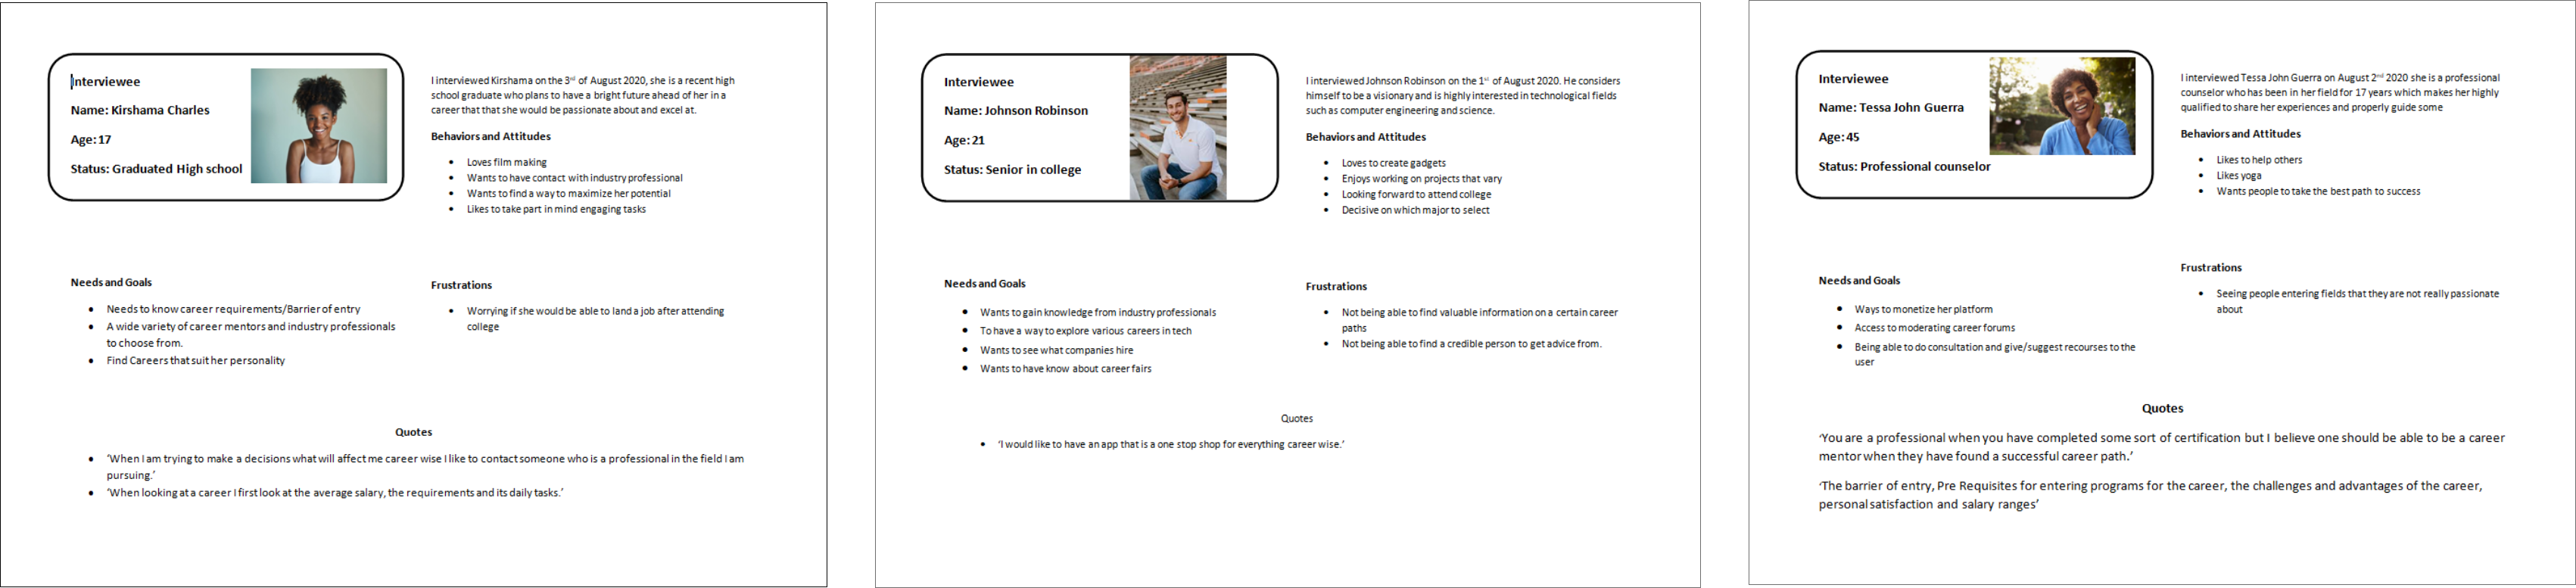 Interviewee
Name: Kirshama Charles
Age: 17
Status: Graduated High school
I interviewed Kirshama on the 3rd of August 2020, she is a recent high
school graduate who plans to have a bright future ahead of her in a
career that that she would be passionate about and excel at.
Behaviors and Attitudes
• Loves film making
• Wants to have contact with industry professional
• Wants to find a way to maximize her potential
• Likes to take part in mind engaging tasks
Needs and Goals
• Needs to know career requirements/Barrier of entry
• A wide variety of career mentors and industry professionals
to choose from.
• Find Careers that suit her personality
Frustrations
• Worrying if she would be able to land a job after attending
college
Quotes
• ‘When I am trying to make a decisions what will affect me career wise I like to contact someone who is a professional in the field I am
pursuing.’
• ‘When looking at a career I first look at the average salary, the requirements and its daily tasks.’
Interviewee
Name: Johnson Robinson
Age: 21
Status: Senior in college
I interviewed Johnson Robinson on the 1st of August 2020. He considers
himself to be a visionary and is highly interested in technological fields
such as computer engineering and science.
Behaviors and Attitudes
• Loves to create gadgets
• Enjoys working on projects that vary
• Looking forward to attend college
• Decisive on which major to select
Needs and Goals
• Wants to gain knowledge from industry professionals
• To have a way to explore various careers in tech
• Wants to see what companies hire
• Wants to have know about career fairs
Frustrations
• Not being able to find valuable information on a certain career
paths
• Not being able to find a credible person to get advice from.
Quotes
• ‘I would like to have an app that is a one stop shop for everything career wise.’
Interviewee
Name: Tessa John Guerra
Age: 45
Status: Professional counselor
I interviewed Tessa John Guerra on August 2nd 2020 she is a professional
counselor who has been in her field for 17 years which makes her highly
qualified to share her experiences and properly guide some
Behaviors and Attitudes
• Likes to help others
• Likes yoga
• Wants people to take the best path to success
Needs and Goals
• Ways to monetize her platform
• Access to moderating career forums
• Being able to do consultation and give/suggest recourses to the
user
Frustrations
• Seeing people entering fields that they are not really passionate
about
Quotes
‘You are a professional when you have completed some sort of certification but I believe one should be able to be a career
mentor when they have found a successful career path.’
‘The barrier of entry, Pre Requisites for entering programs for the career, the challenges and advantages of the career,
personal satisfaction and salary ranges’